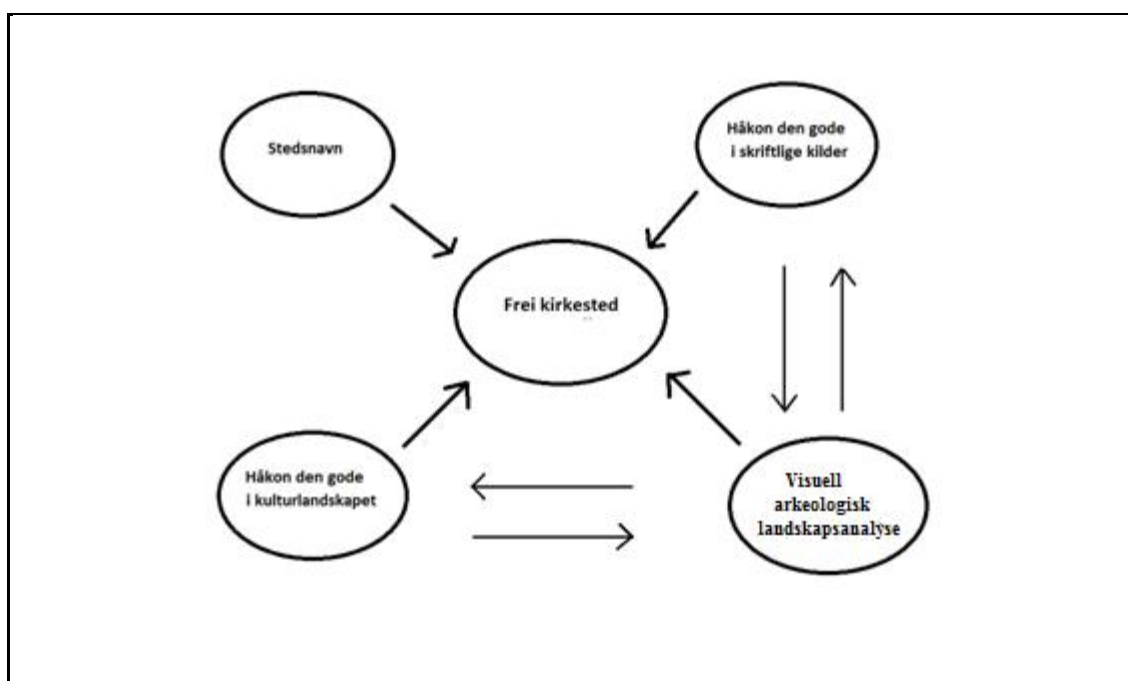 Stedsnavn
Håkon den gode
i skriftlige kilder
Frei kirkested
Håkon den gode
i kulturlandskapet
Visuell
arkeologisk
landskapsanalyse